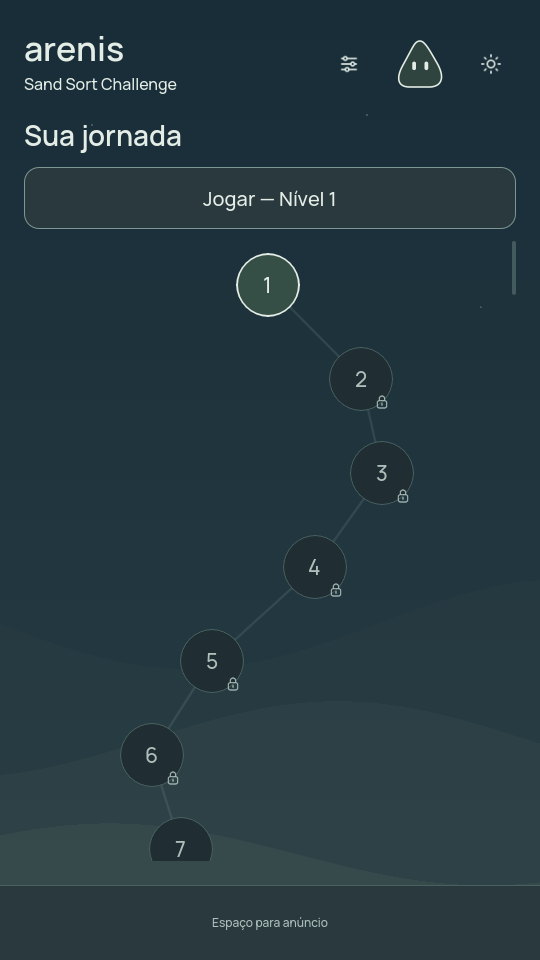 arenis
Sand Sort Challenge
Sua jornada
Jogar — Nível 1
1
2
3
4
5
6
7
Espaço para anúncio